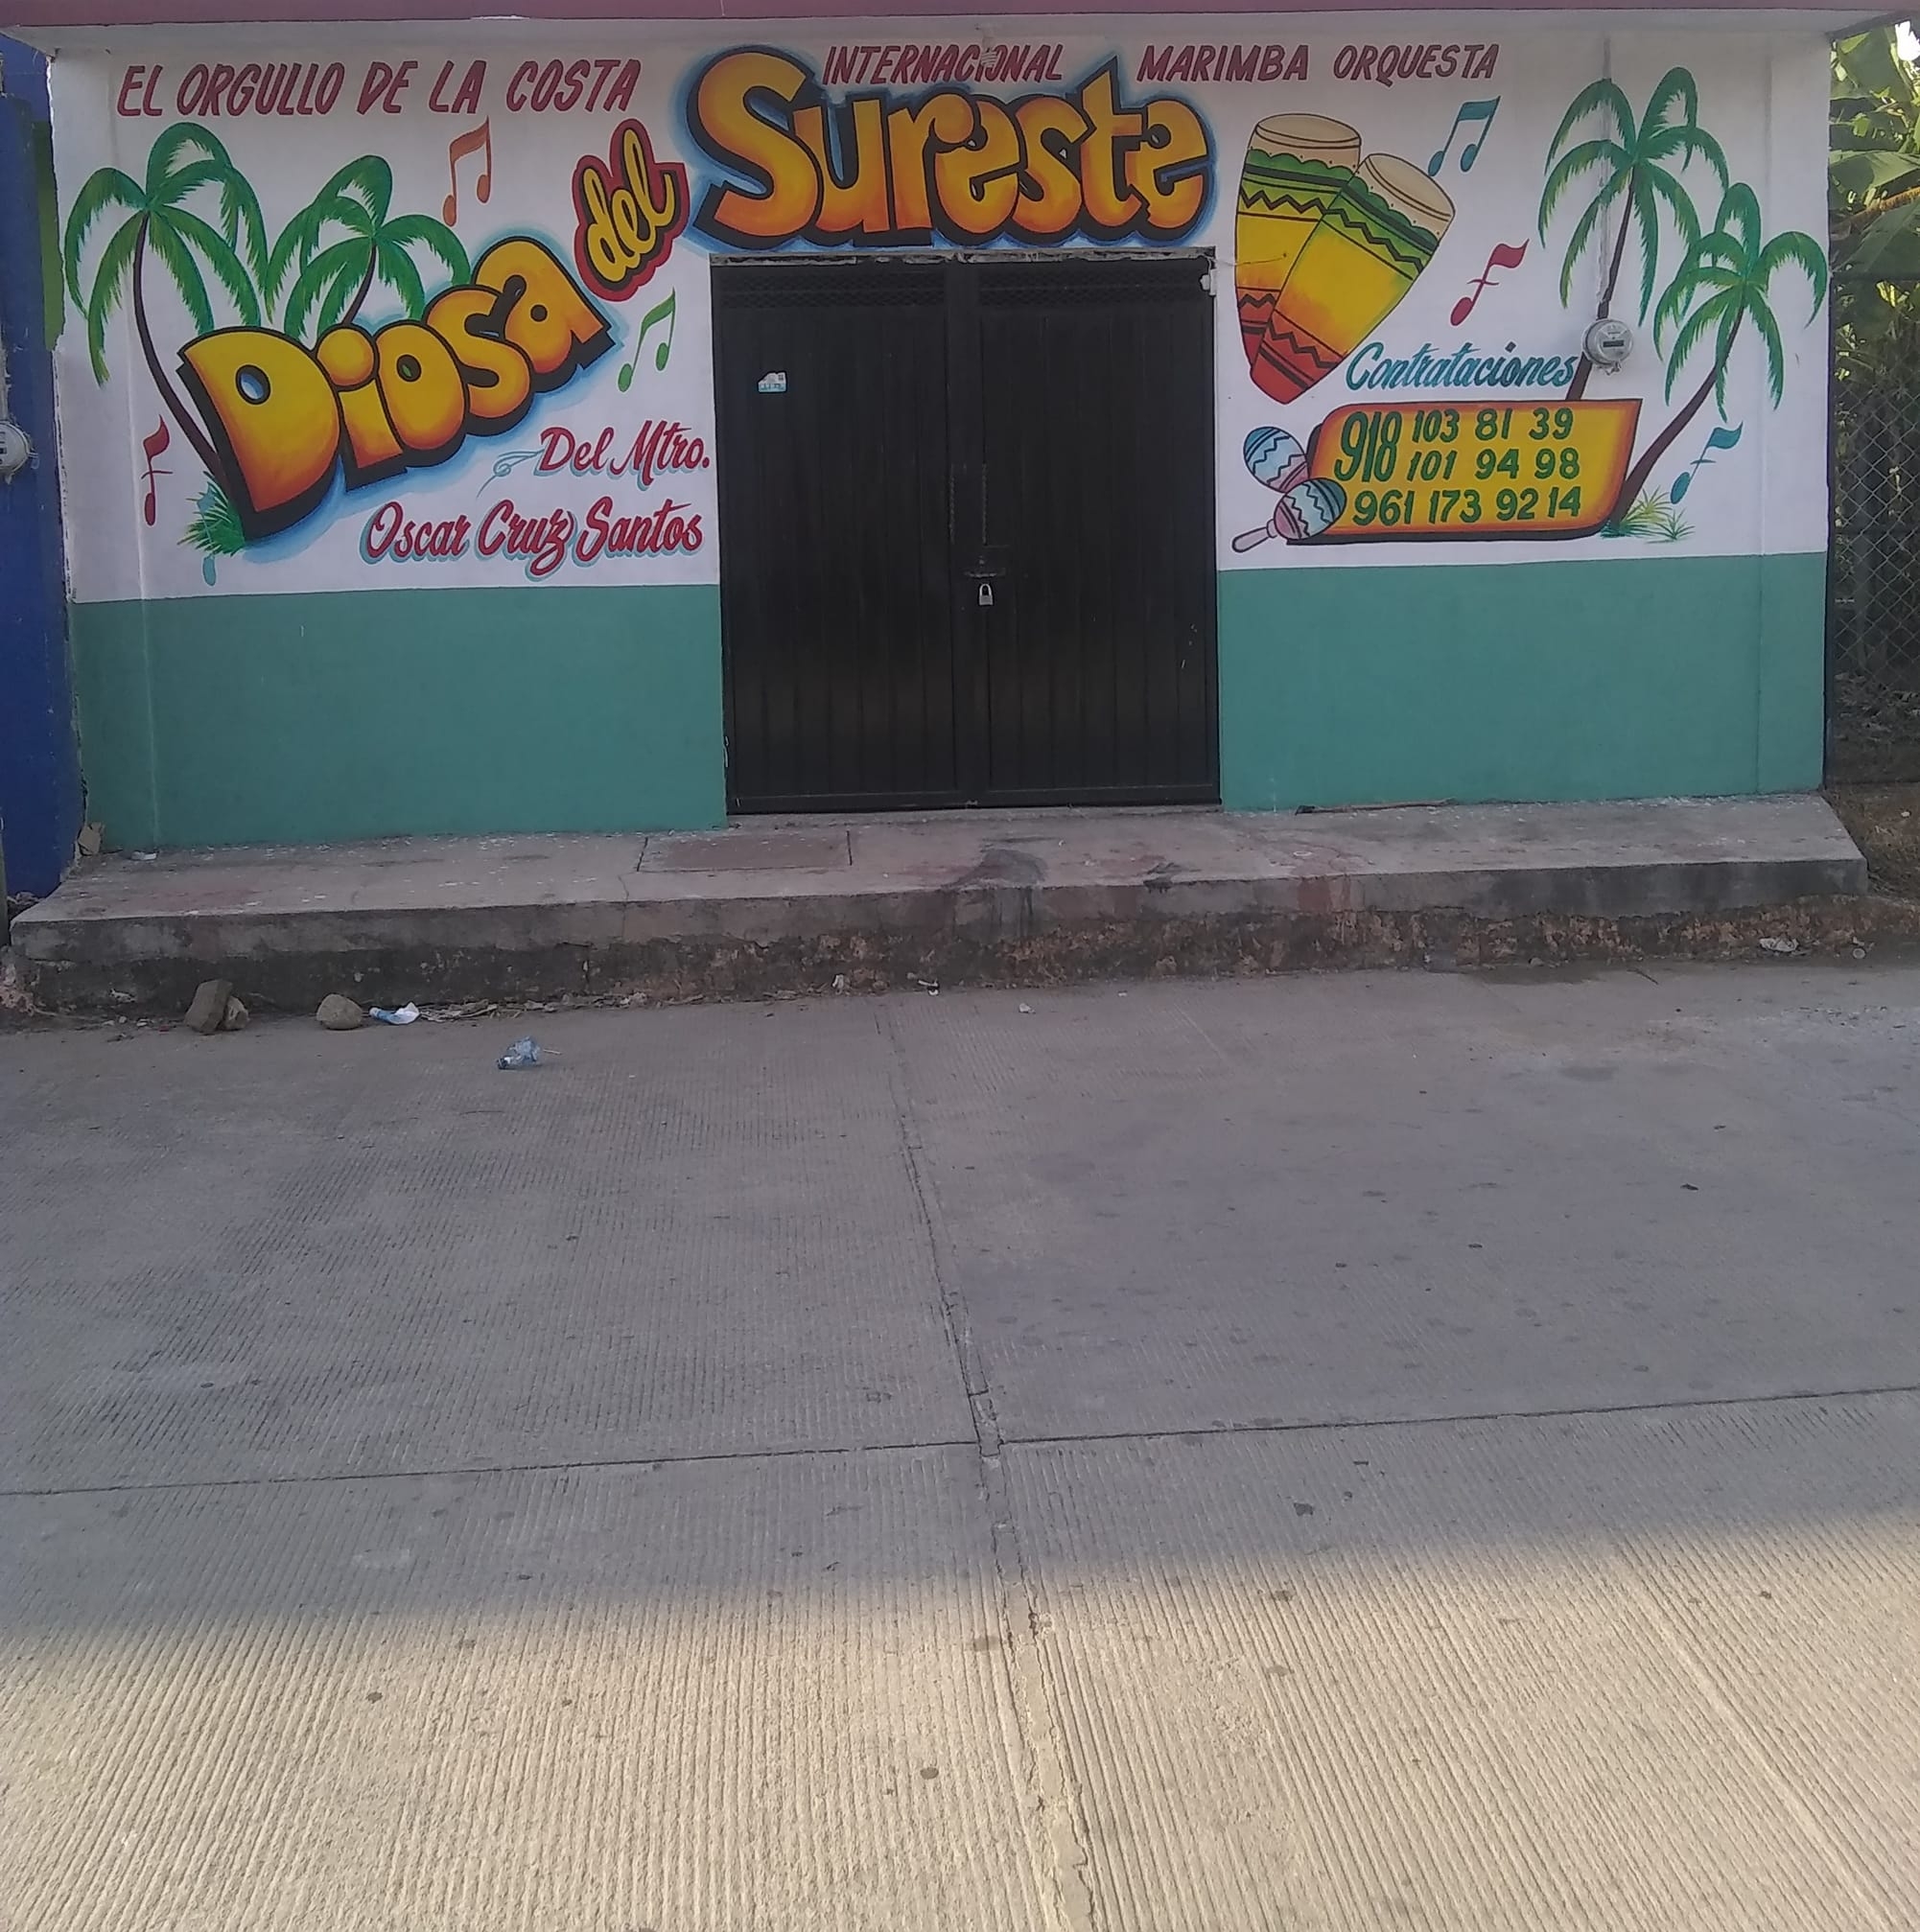 EL ORGULLO DE LA COSTA
INTERNACIONAL MARIMBA ORQUESTA
Diosa del Sureste
Del Mtro.
Oscar Cruz Santos
Contrataciones
918 103 81 39
918 101 94 98
961 173 92 14